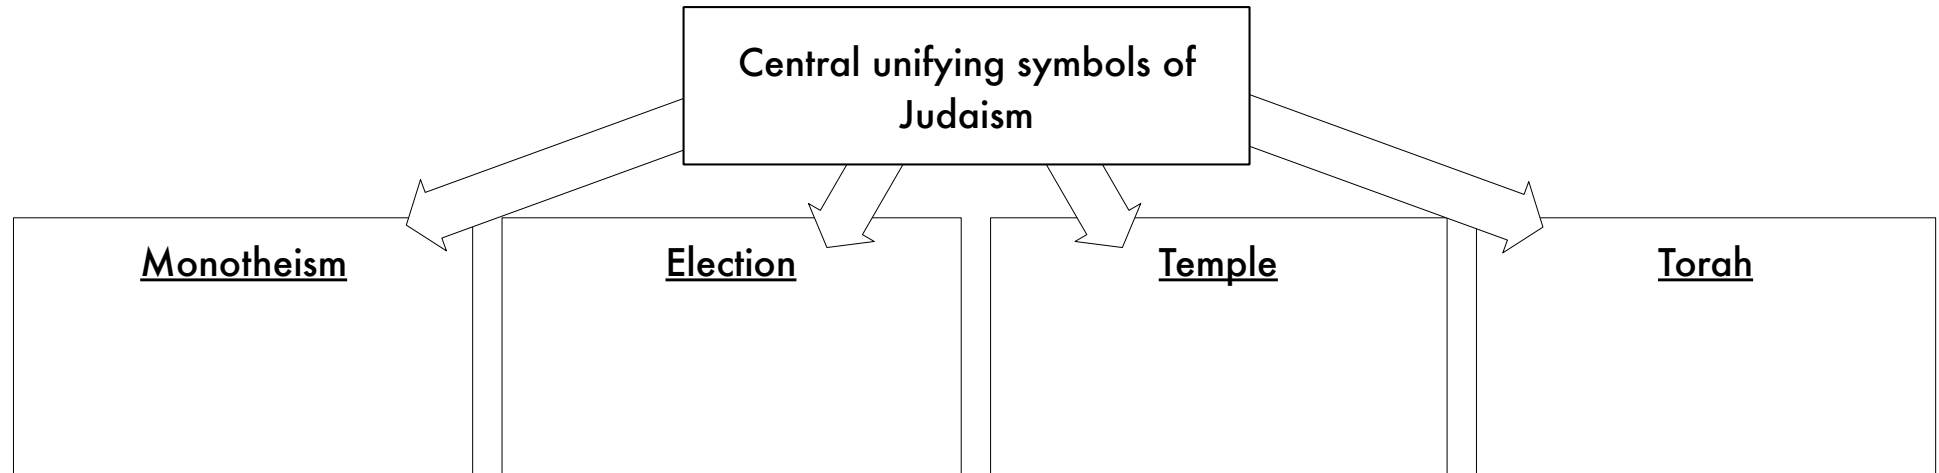 Central unifying symbols of
Judaism
Monotheism
Election
Temple
Torah